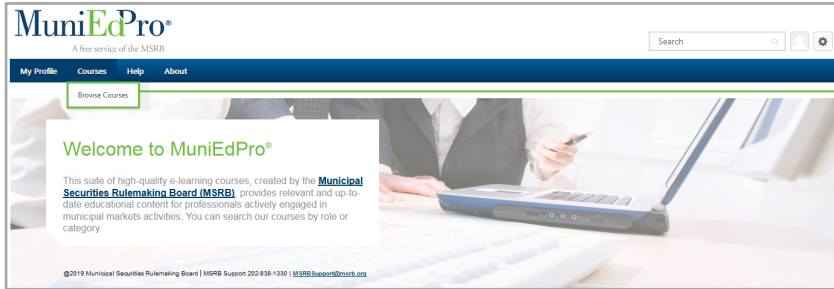 MuniEdPro®
A free service of the MSRB
Search
My Profile Courses Help About
Browse Courses
Welcome to MuniEdPro®
This suite of high-quality e-learning courses, created by the Municipal
Securities Rulemaking Board (MSRB), provides relevant and up-to-
date educational content for professionals actively engaged in
municipal markets activities. You can search our courses by role or
category.
@2019 Municipal Securities Rulemaking Board | MSRB Support 202-838-1330 | MSRBSupport@msrb.org